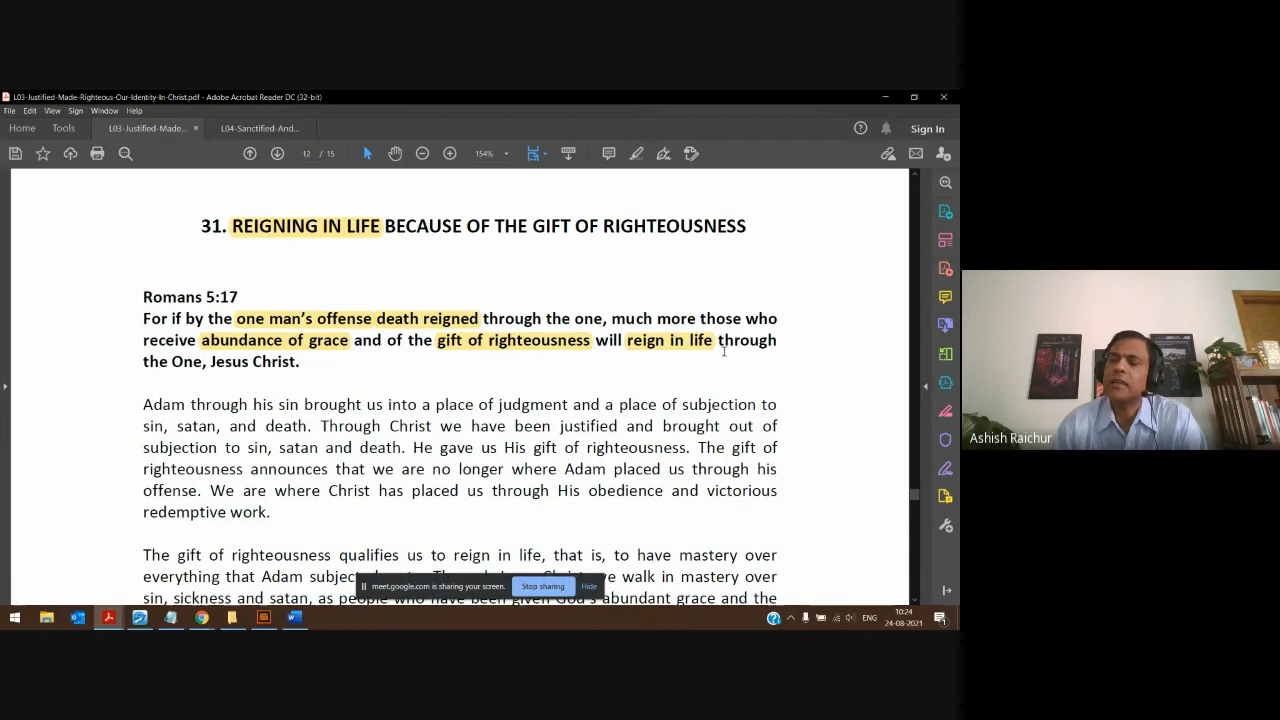 L03-Justified-Made-Righteous-Our-Identity-In-Christ.pdf - Adobe Acrobat Reader DC (32-bit)
File Edit View Sign Window Help
Home Tools L03-Justified-Made... × L04-Sanctified-And... Sign In
12 / 15 154%
31. REIGNING IN LIFE BECAUSE OF THE GIFT OF RIGHTEOUSNESS
Romans 5:17
For if by the one man's offense death reigned through the one, much more those who
receive abundance of grace and of the gift of righteousness will reign in life through
the One, Jesus Christ.
Adam through his sin brought us into a place of judgment and a place of subjection to
sin, satan, and death. Through Christ we have been justified and brought out of
subjection to sin, satan and death. He gave us His gift of righteousness. The gift of
righteousness announces that we are no longer where Adam placed us through his
offense. We are where Christ has placed us through His obedience and victorious
redemptive work.
The gift of righteousness qualifies us to reign in life, that is, to have mastery over
everything that Adam subject walk in mastery over
sin, sickness and satan, as people who have been given God's abundant grace and the
meet.google.com is sharing your screen. Stop sharing Hide
Ashish Raichur
ENG 10:24
24-08-2021